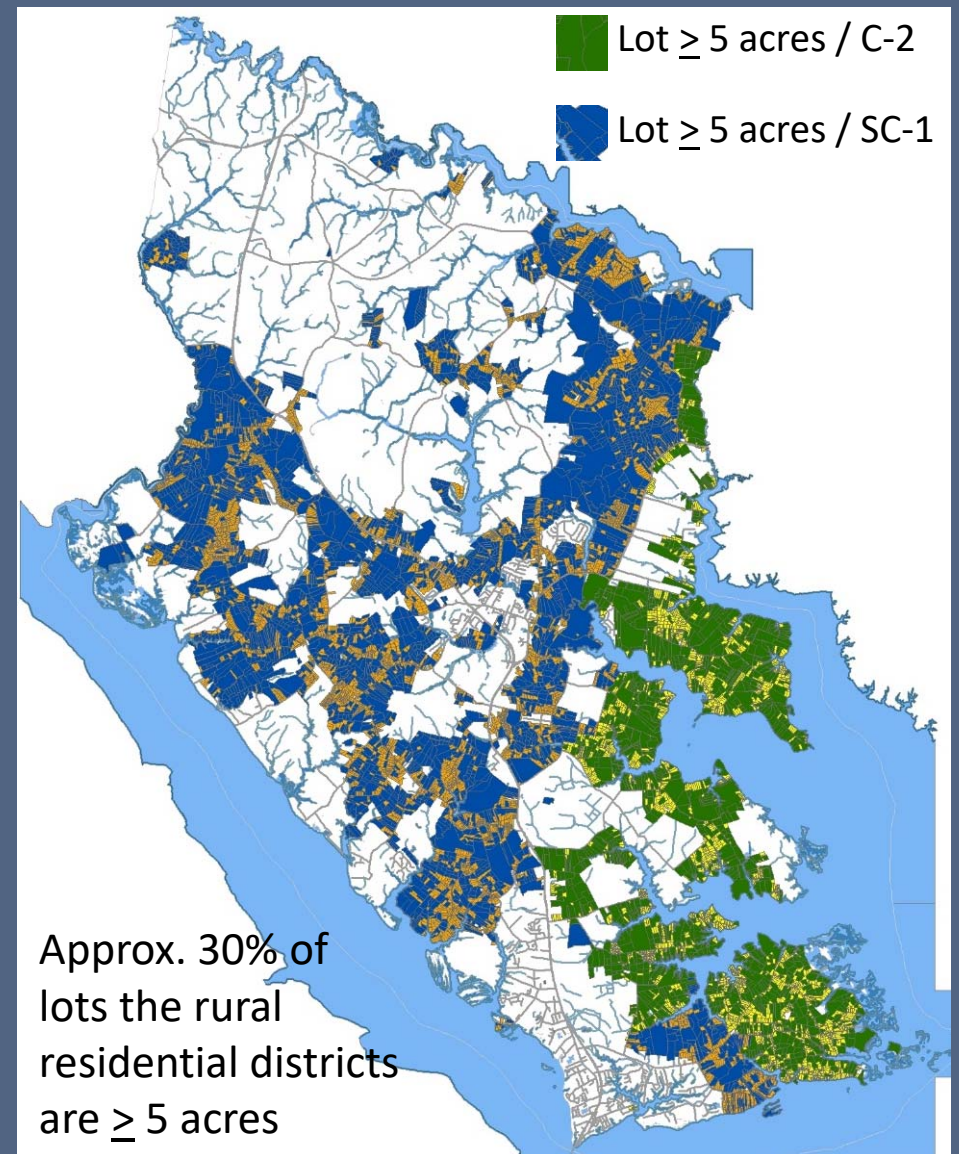 Lot ≥ 5 acres / C-2
Lot ≥ 5 acres / SC-1
Approx. 30% of
lots the rural
residential districts
are ≥ 5 acres